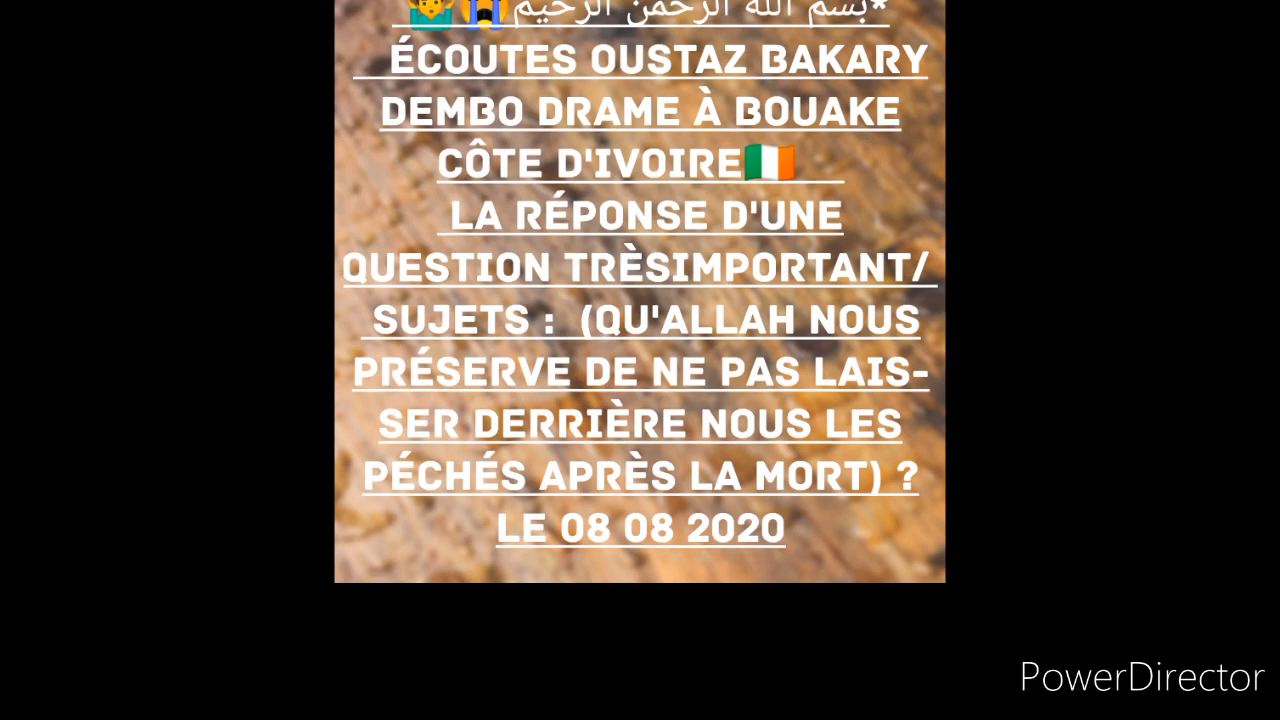 *بسم الله الرحمن الرحيم😭🤷‍♂️
ÉCOUTES OUSTAZ BAKARY
DEMBO DRAME À BOUAKE
CÔTE D'IVOIRE🇮🇪
LA RÉPONSE D'UNE
QUESTION TRÈSIMPORTANT/
SUJETS : (QU'ALLAH NOUS
PRÉSERVE DE NE PAS LAIS-
SER DERRIÈRE NOUS LES
PÉCHÉS APRÈS LA MORT) ?
LE 08 08 2020
PowerDirector